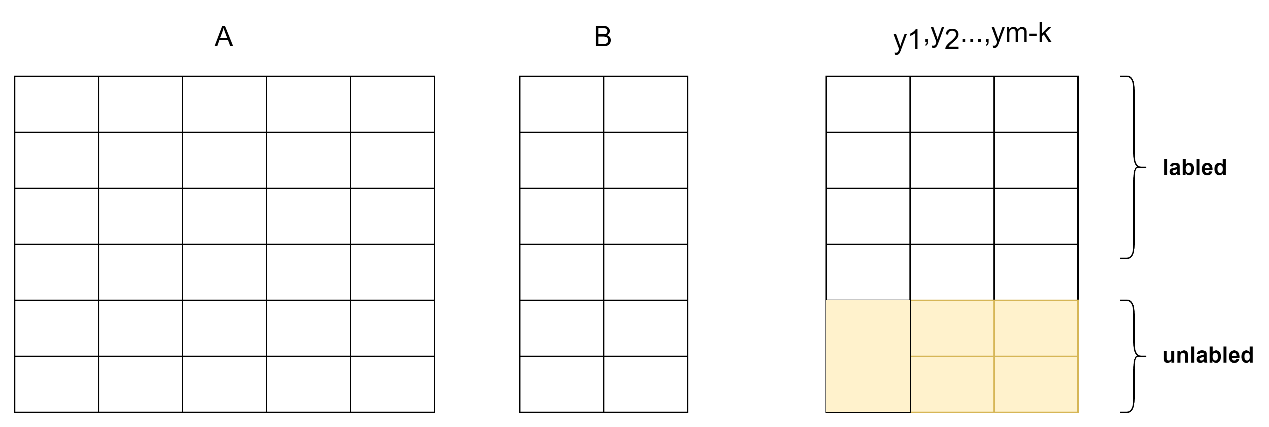 A
B
y1,y2...,ym-k
labled
unlabled